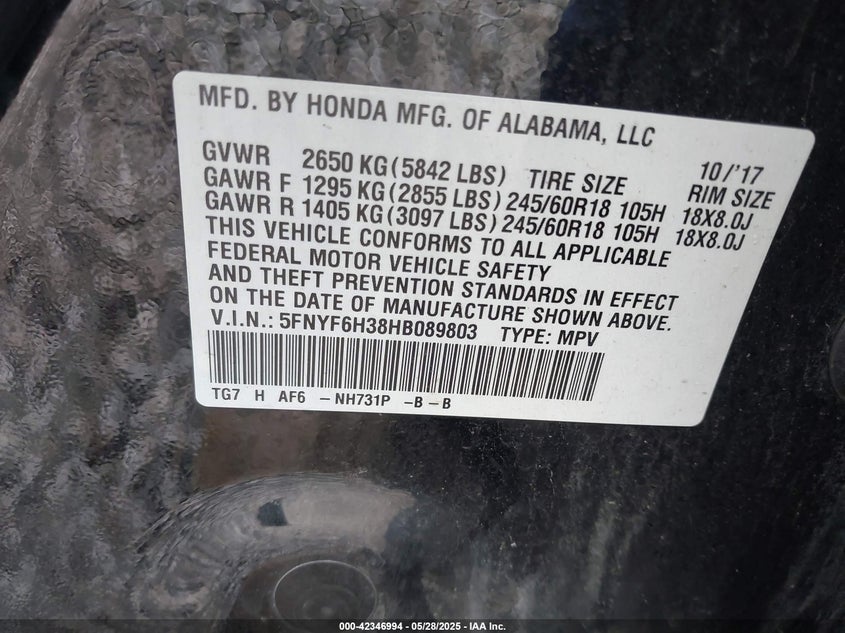 MFD. BY HONDA MFG. OF ALABAMA, LLC
10/'17
GVWR 2650 KG(5842 LBS) TIRE SIZE RIM SIZE
GAWR F 1295 KG(2855 LBS) 245/60R18 105H 18X8.0J
GAWR R 1405 KG(3097 LBS) 245/60R18 105H 18X8.0J
THIS VEHICLE CONFORMS TO ALL APPLICABLE
FEDERAL MOTOR VEHICLE SAFETY
AND THEFT PREVENTION STANDARDS IN EFFECT
ON THE DATE OF MANUFACTURE SHOWN ABOVE.
V.I.N.: 5FNYF6H38HB089803 TYPE: MPV
TG7 H AF6 - NH731P -B - B
000-42346994 - 05/28/2025 - IAA Inc.